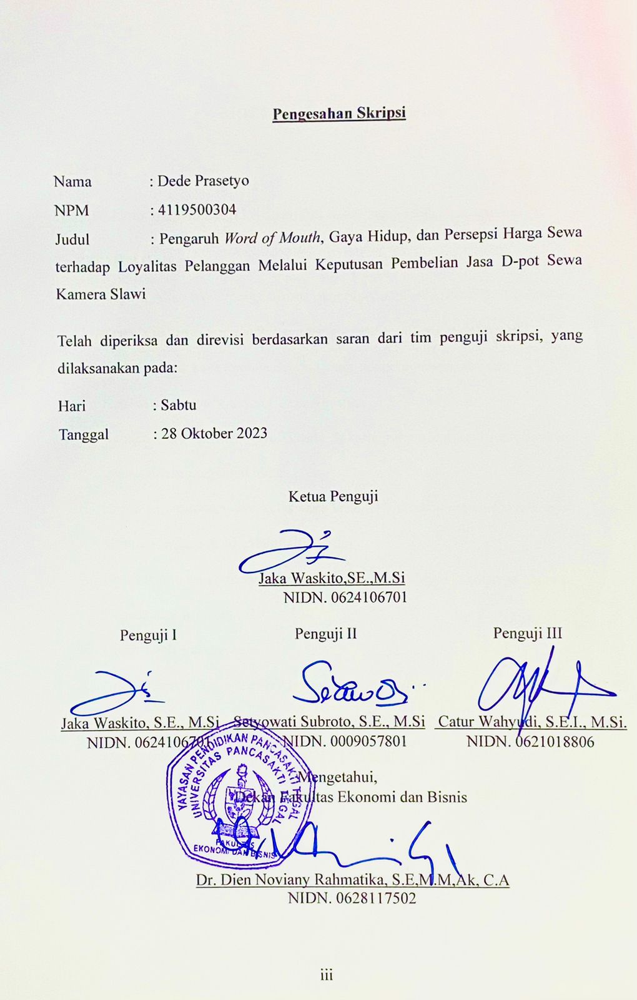 Pengesahan Skripsi
Nama : Dede Prasetyo
NPM : 4119500304
Judul : Pengaruh Word of Mouth, Gaya Hidup, dan Persepsi Harga Sewa
terhadap Loyalitas Pelanggan Melalui Keputusan Pembelian Jasa D-pot Sewa
Kamera Slawi
Telah diperiksa dan direvisi berdasarkan saran dari tim penguji skripsi, yang
dilaksanakan pada:
Hari : Sabtu
Tanggal : 28 Oktober 2023
Ketua Penguji
Jaka Waskito,SE.,M.Si
NIDN. 0624106701
Penguji I Penguji II Penguji III
Jaka Waskito, S.E., M.Si Setyowati Subroto, S.E., M.Si Catur Wahyudi, S.E.I., M.Si.
NIDN. 0624106701 NIDN. 0009057801 NIDN. 0621018806
YAYASAN PENDIDIKAN PANCASAKTI TEGAL
UNIVERSITAS PANCASAKTI TEGAL
FAKULTAS
EKONOMI DAN BISNIS
Mengetahui,
Dekan Fakultas Ekonomi dan Bisnis
Dr. Dien Noviany Rahmatika, S.E,M.M,Ak, C.A
NIDN. 0628117502
iii